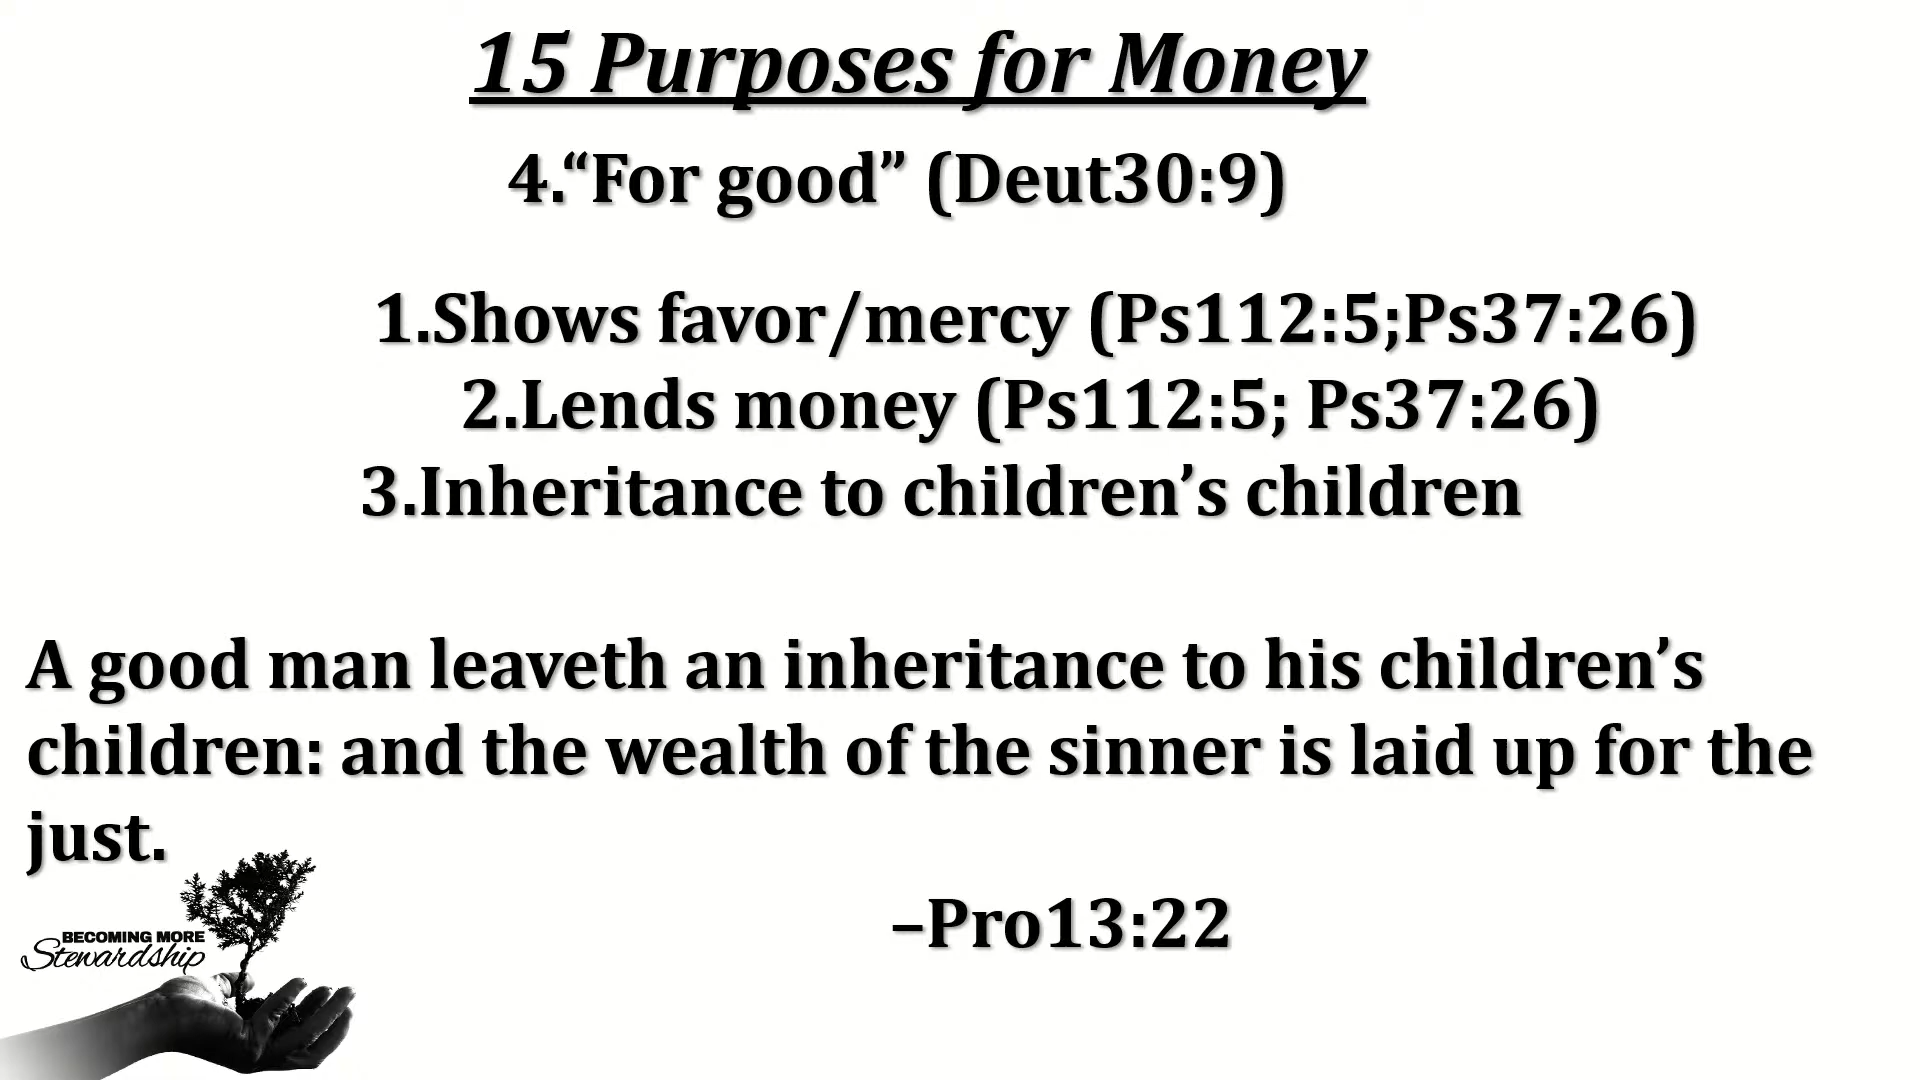 15 Purposes for Money
4.“For good” (Deut30:9)
1.Shows favor/mercy (Ps112:5;Ps37:26)
2.Lends money (Ps112:5; Ps37:26)
3.Inheritance to children’s children
A good man leaveth an inheritance to his children’s
children: and the wealth of the sinner is laid up for the
just.
–Pro13:22
BECOMING MORE
Stewardship